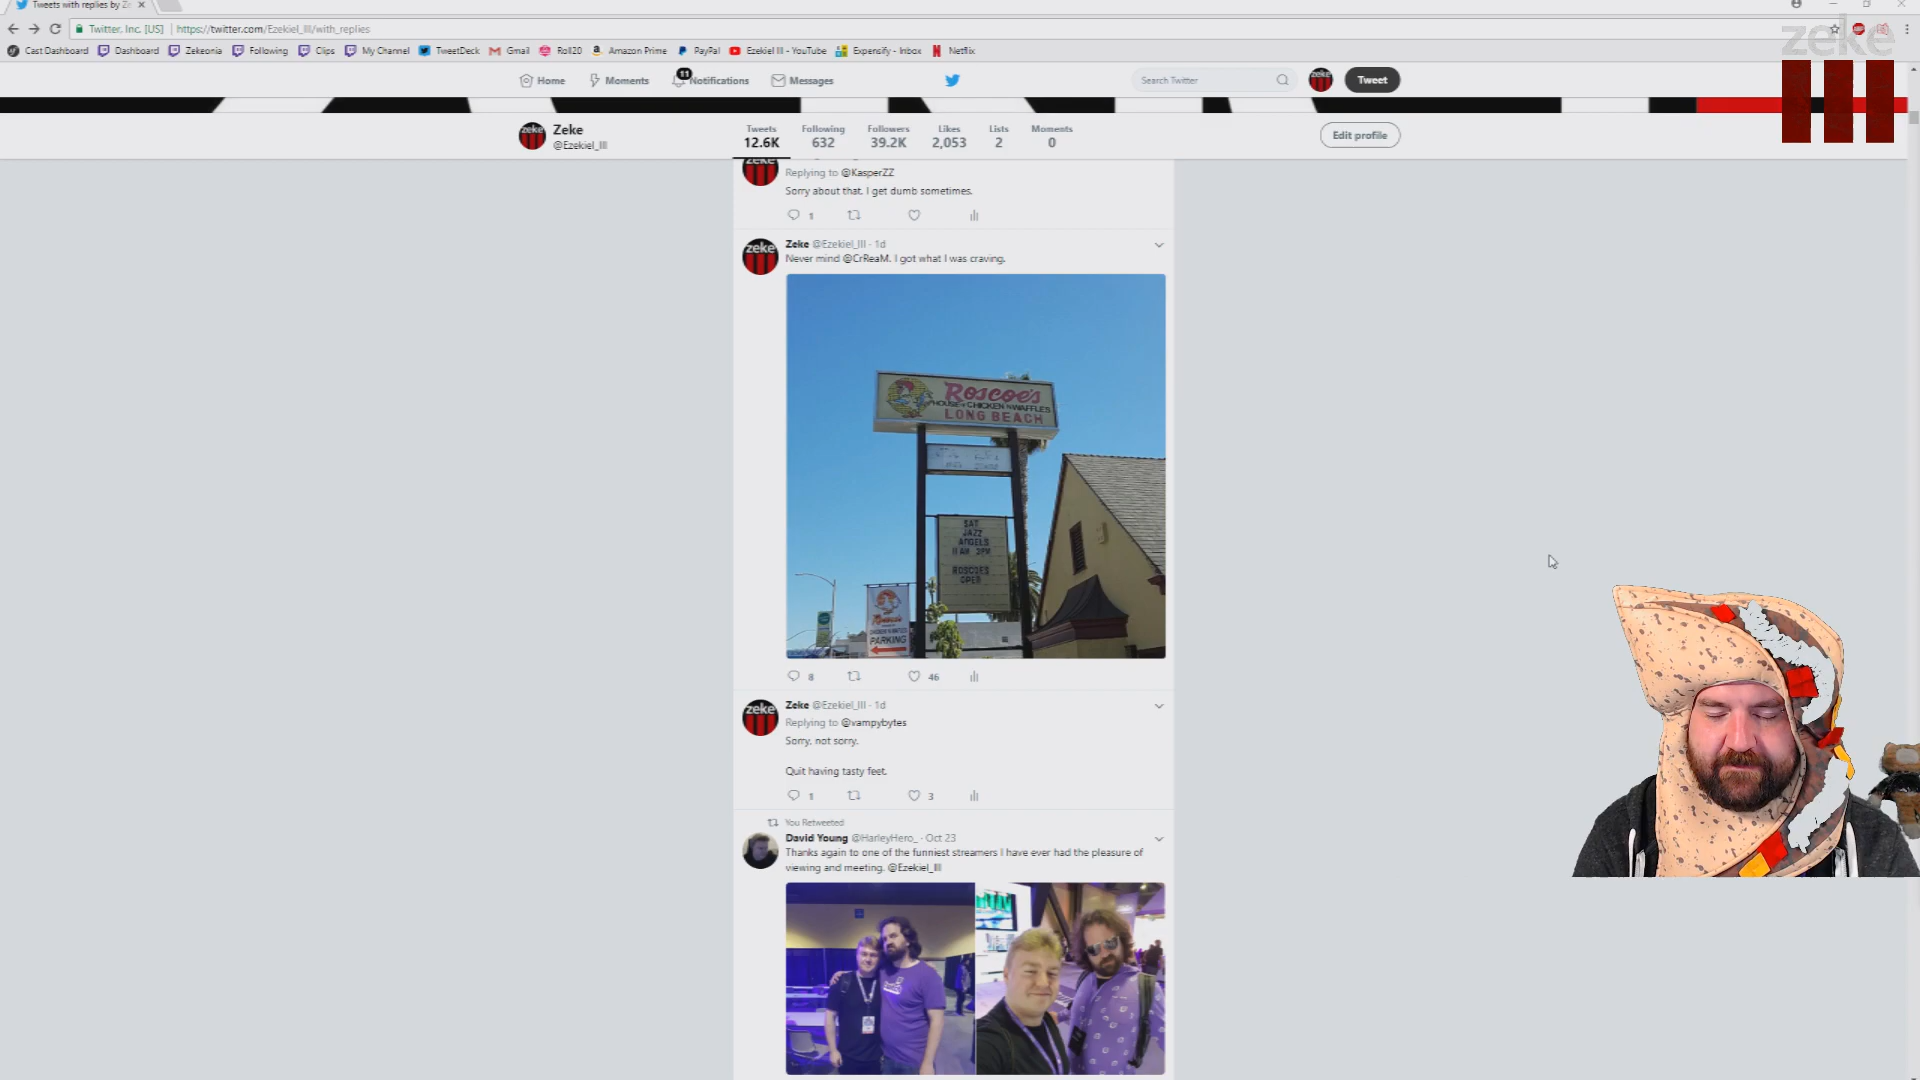 Tweets with replies by Ze
Twitter, Inc. [US] https://twitter.com/Ezekiel_III/with_replies
Cast Dashboard Dashboard Zekeonia Following Clips My Channel TweetDeck Gmail Roll20 Amazon Prime PayPal Ezekiel III - YouTube Expensify - Inbox Netflix
zeke
Home Moments 11 Notifications Messages Search Twitter Tweet
Zeke
@Ezekiel_III
Tweets Following Followers Likes Lists Moments
12.6K 632 39.2K 2,053 2 0
Edit profile
Replying to @KasperZZ
Sorry about that. I get dumb sometimes.
1
Zeke @Ezekiel_III · 1d
Never mind @CrReaM. I got what I was craving.
Roscoe's
HOUSE of CHICKEN N WAFFLES
LONG BEACH
SAT
JAZZ
ANGELS
11 AM 3PM
ROSCOES
OPEN
PARKING
8 46
Zeke @Ezekiel_III · 1d
Replying to @vampybytes
Sorry, not sorry.
Quit having tasty feet.
1 3
You Retweeted
David Young @HarleyHero_ · Oct 23
Thanks again to one of the funniest streamers I have ever had the pleasure of
viewing and meeting. @Ezekiel_III